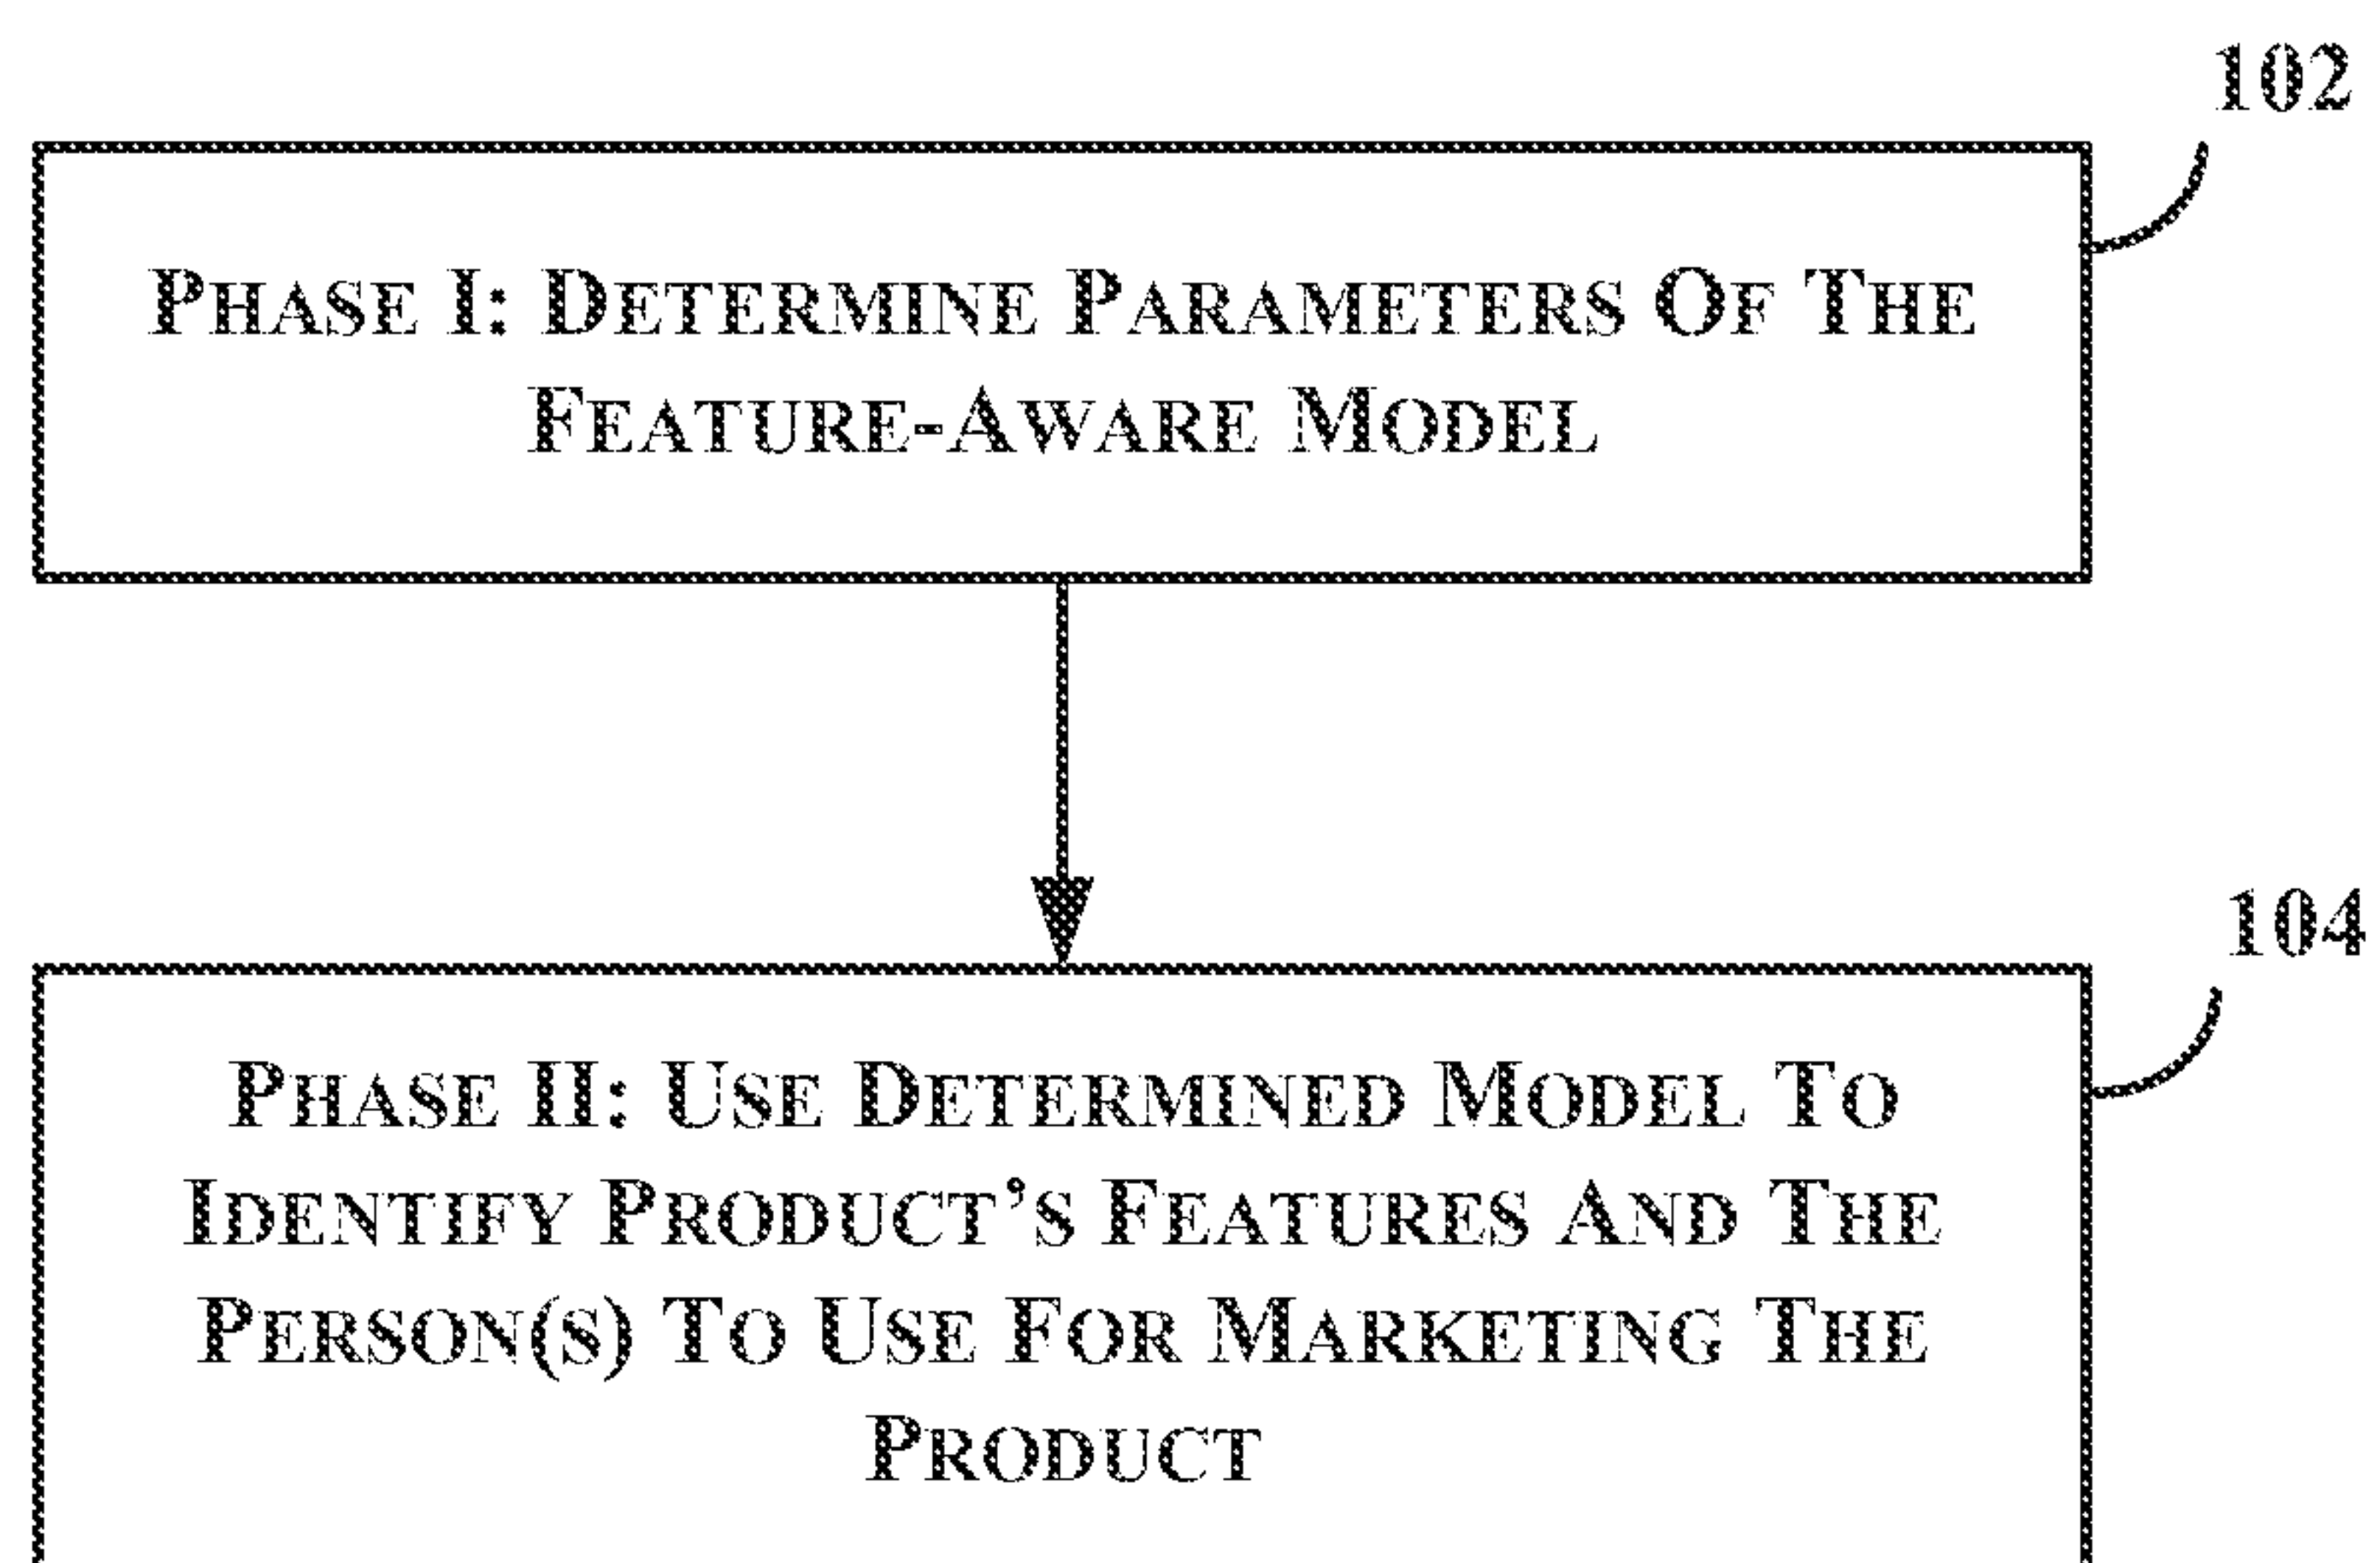 102
PHASE I: DETERMINE PARAMETERS OF THE
FEATURE-AWARE MODEL
104
PHASE II: USE DETERMINED MODEL TO
IDENTIFY PRODUCT’S FEATURES AND THE
PERSON(S) TO USE FOR MARKETING THE
PRODUCT